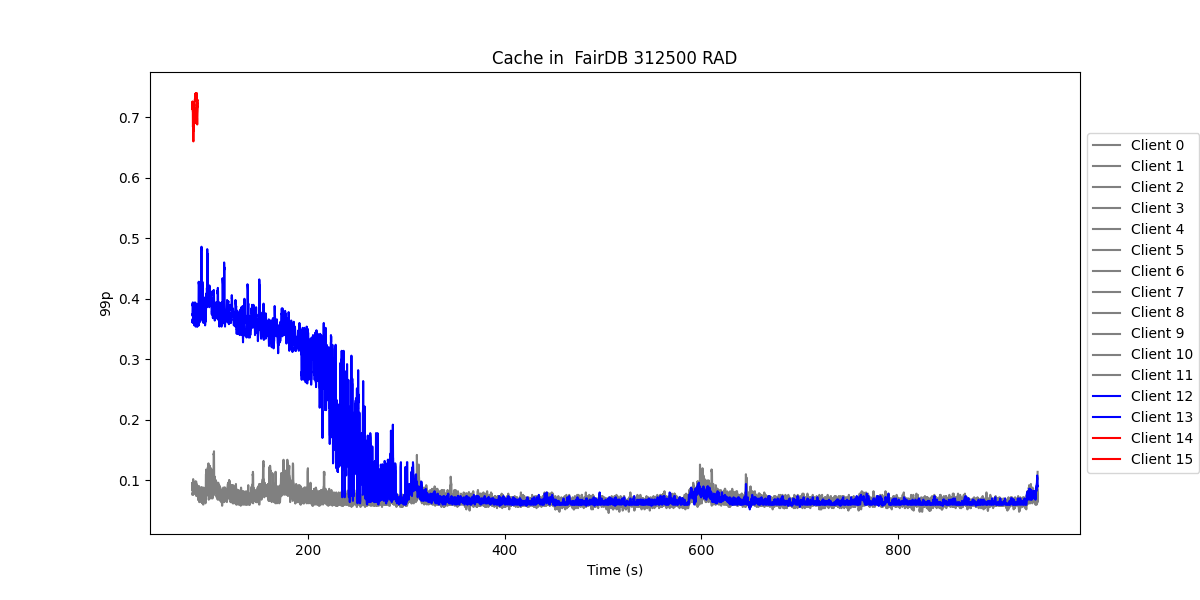 Cache in  FairDB 312500 RAD
0.7
0.6
0.5
0.4
0.3
0.2
0.1
99p
200
400
600
800
Time (s)
Client 0
Client 1
Client 2
Client 3
Client 4
Client 5
Client 6
Client 7
Client 8
Client 9
Client 10
Client 11
Client 12
Client 13
Client 14
Client 15